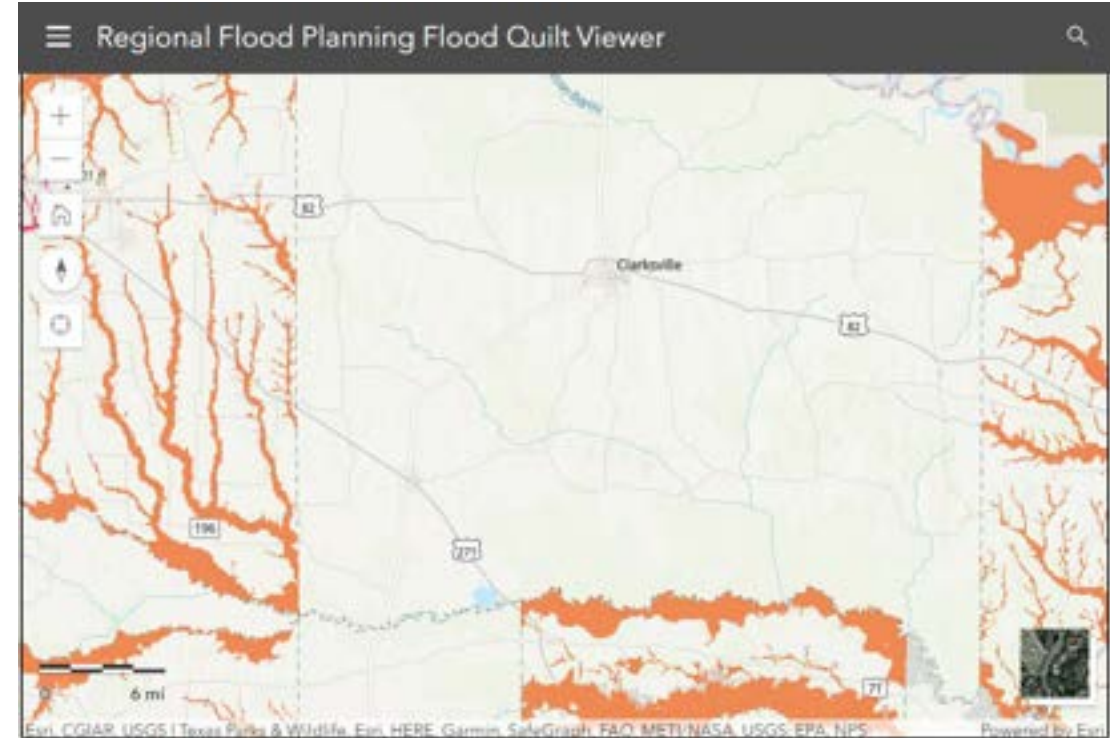 Regional Flood Planning Flood Quilt Viewer
82
Clarksville
82
196
271
71
0 6 mi
Esri, CGIAR, USGS | Texas Parks & Wildlife, Esri, HERE, Garmin, SafeGraph, FAO, METI/NASA, USGS, EPA, NPS
Powered by Esri